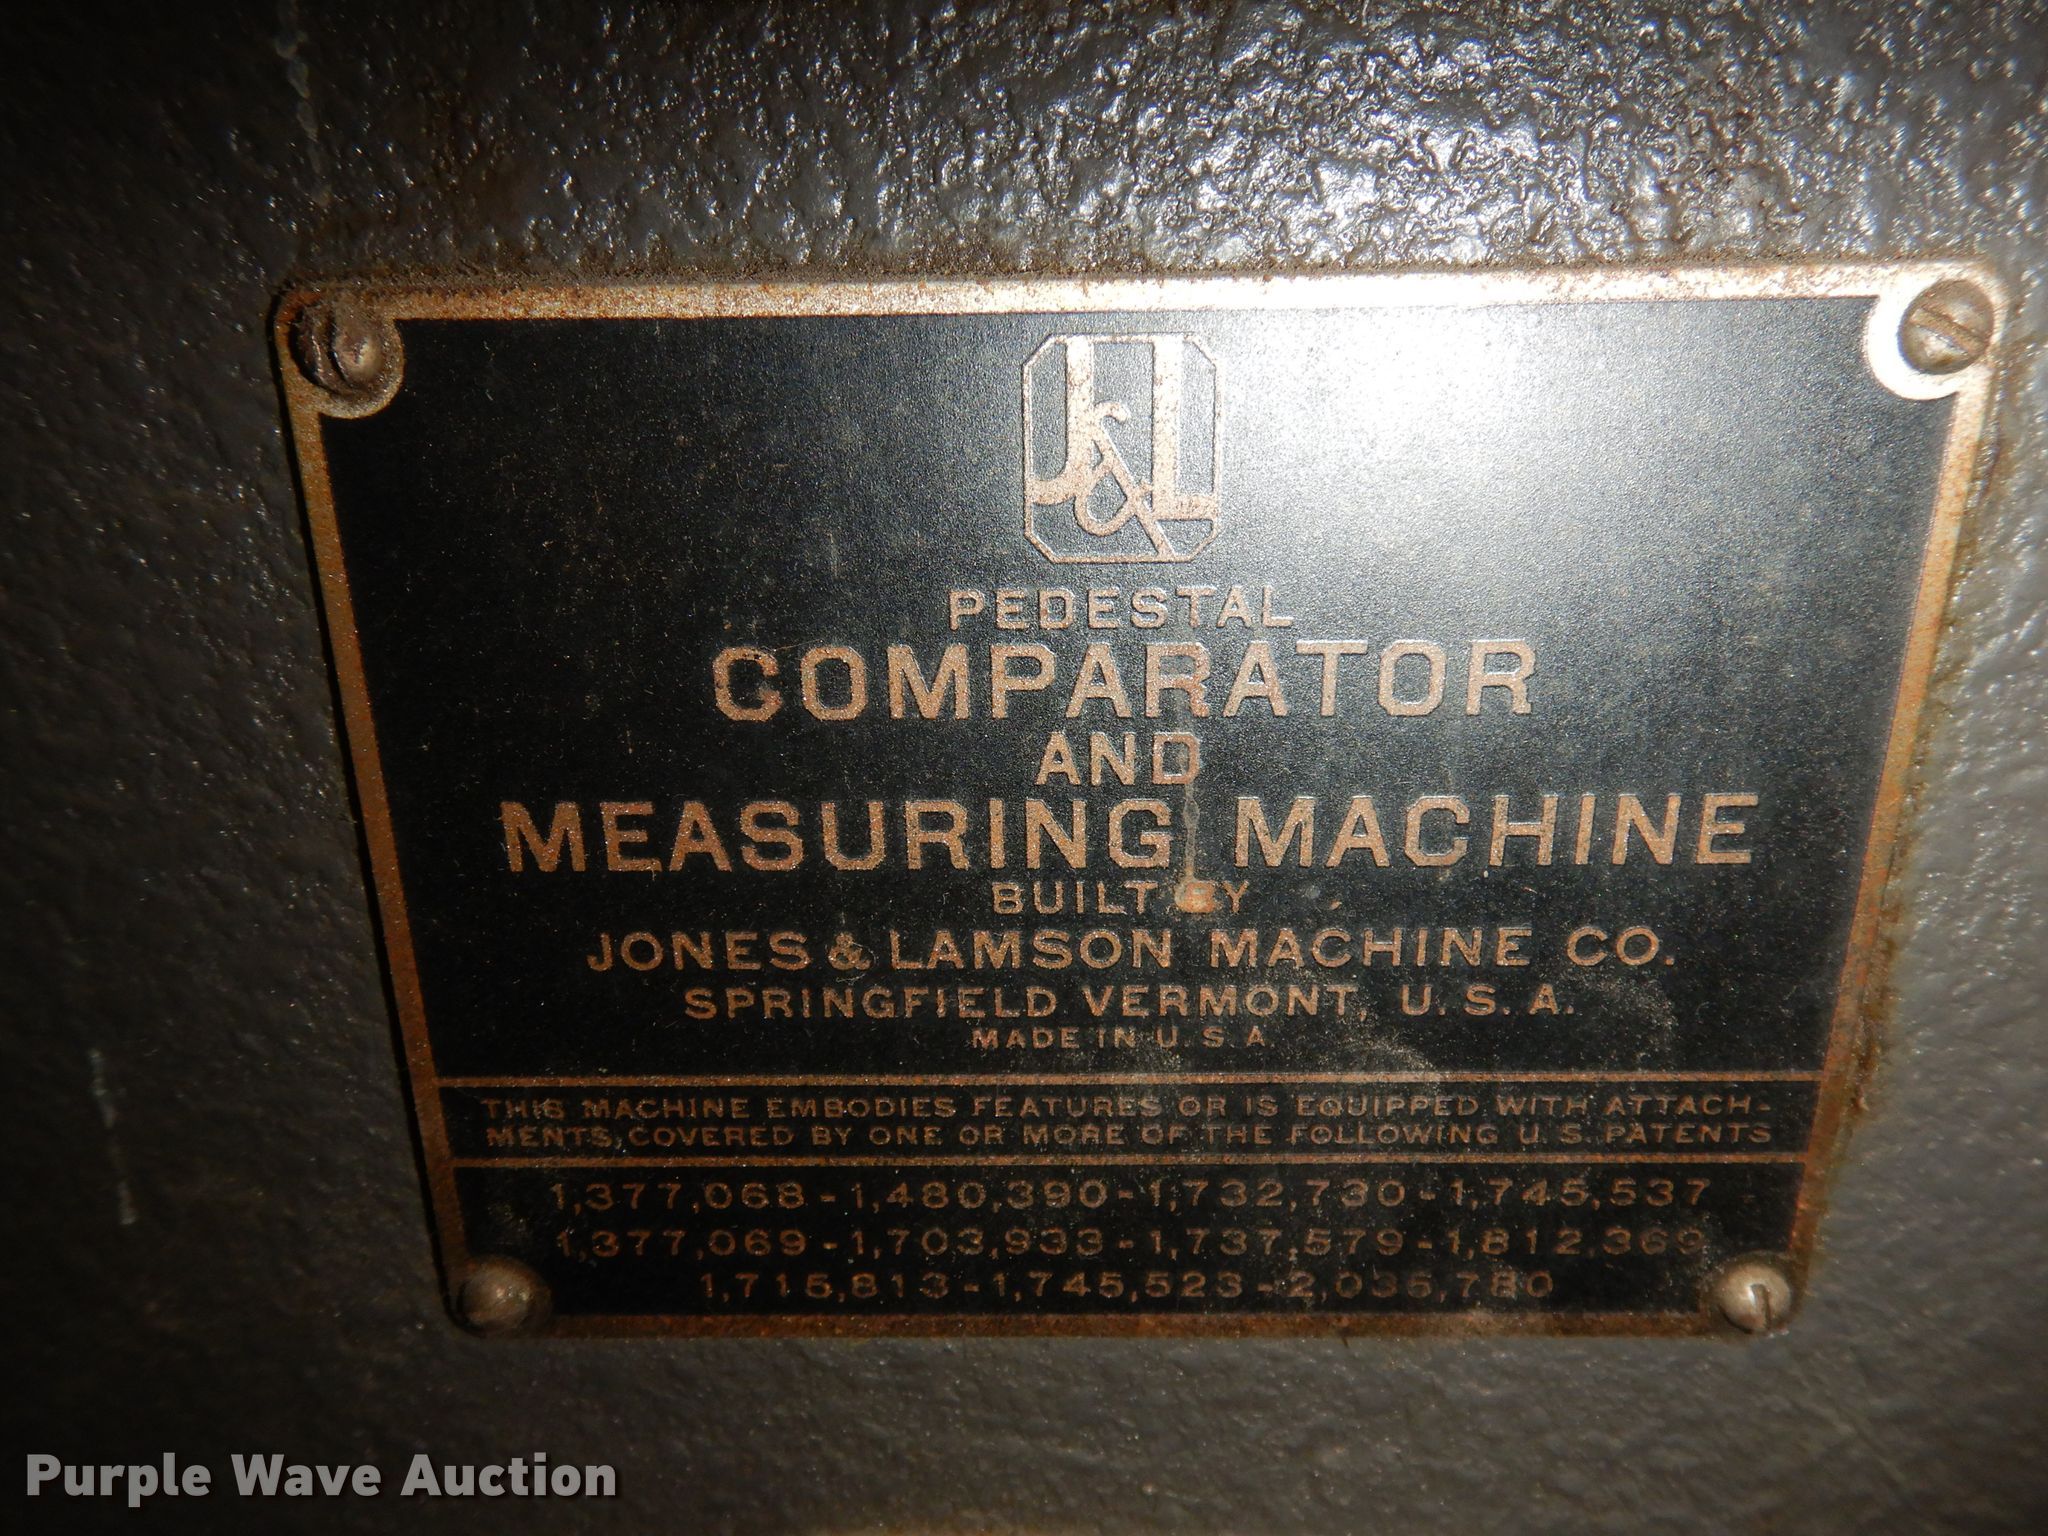 J&L
PEDESTAL
COMPARATOR
AND
MEASURING MACHINE
BUILT BY
JONES & LAMSON MACHINE CO.
SPRINGFIELD VERMONT, U. S. A.
MADE IN U. S. A.
THIS MACHINE EMBODIES FEATURES OR IS EQUIPPED WITH ATTACH-
MENTS, COVERED BY ONE OR MORE OF THE FOLLOWING U. S. PATENTS
1,377,068 - 1,480,390 - 1,732,730 - 1,745,537
1,377,069 - 1,703,933 - 1,737,579 - 1,812,369
1,715,813 - 1,745,523 - 2,035,780
Purple Wave Auction